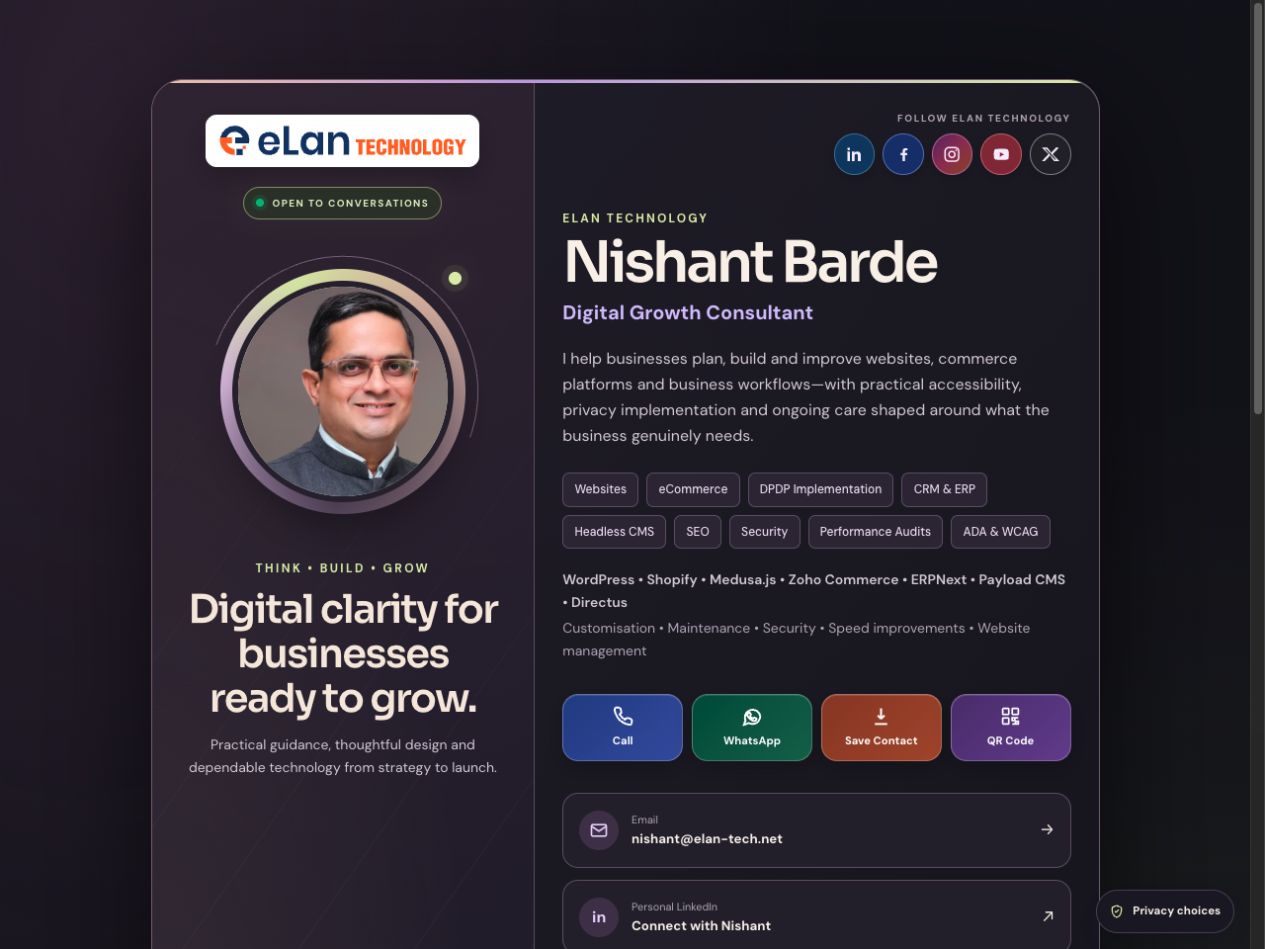 eLan TECHNOLOGY
OPEN TO CONVERSATIONS
THINK • BUILD • GROW
Digital clarity for
businesses
ready to grow.
Practical guidance, thoughtful design and
dependable technology from strategy to launch.
FOLLOW ELAN TECHNOLOGY
in
f
X
ELAN TECHNOLOGY
Nishant Barde
Digital Growth Consultant
I help businesses plan, build and improve websites, commerce
platforms and business workflows—with practical accessibility,
privacy implementation and ongoing care shaped around what the
business genuinely needs.
Websites eCommerce DPDP Implementation CRM & ERP
Headless CMS SEO Security Performance Audits ADA & WCAG
WordPress • Shopify • Medusa.js • Zoho Commerce • ERPNext • Payload CMS
• Directus
Customisation • Maintenance • Security • Speed improvements • Website
management
Call WhatsApp Save Contact QR Code
Email
nishant@elan-tech.net
in
Personal LinkedIn
Connect with Nishant
Privacy choices